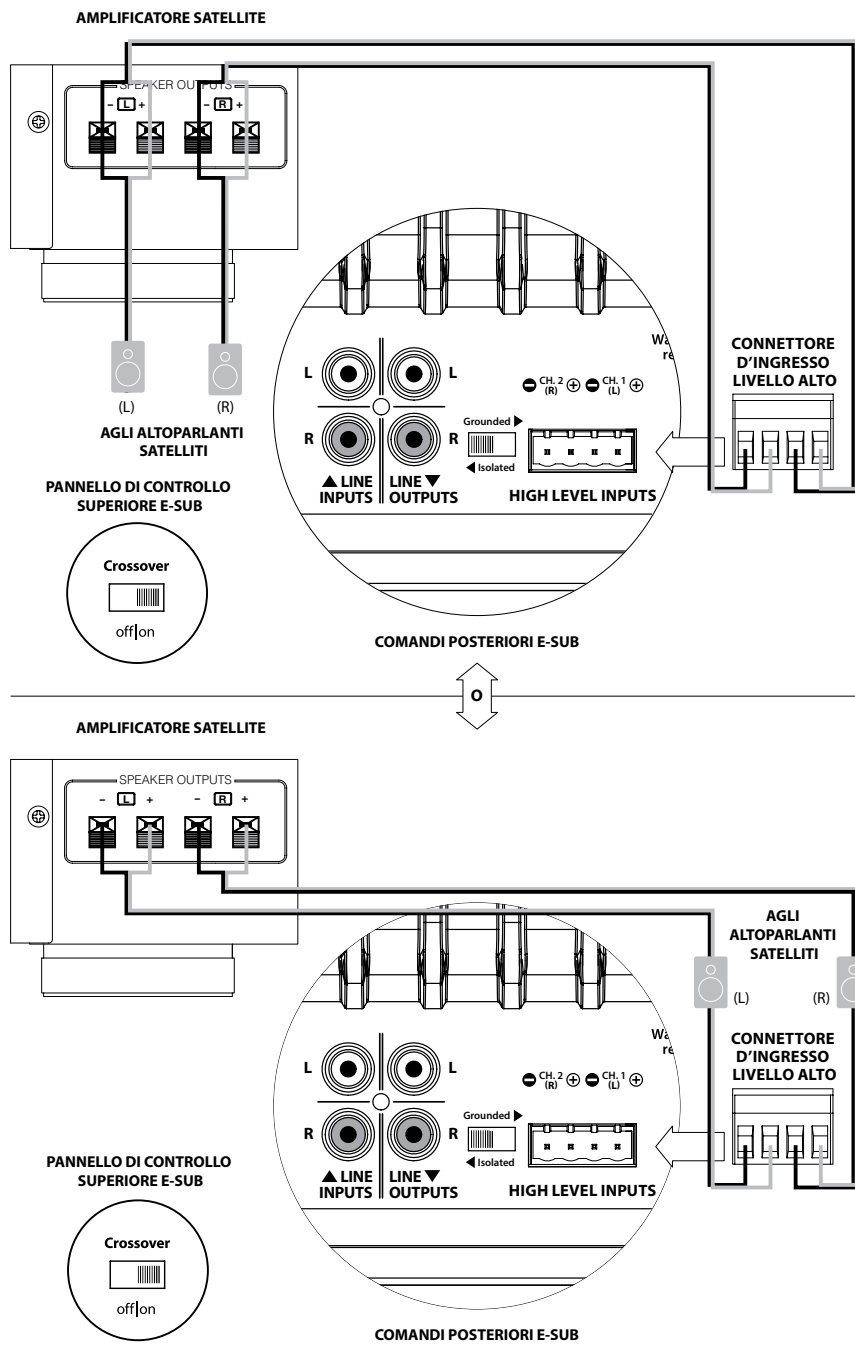 AMPLIFICATORE SATELLITE
SPEAKER OUTPUTS
– L + – R +
(L) (R)
AGLI ALTOPARLANTI
SATELLITI
PANNELLO DI CONTROLLO
SUPERIORE E-SUB
Crossover
off|on
L L
R R
▲ LINE
INPUTS
LINE ▼
OUTPUTS
Grounded ▶
◀ Isolated
CH. 2
(R)
CH. 1
(L)
HIGH LEVEL INPUTS
CONNETTORE
D’INGRESSO
LIVELLO ALTO
COMANDI POSTERIORI E-SUB
O
AMPLIFICATORE SATELLITE
SPEAKER OUTPUTS
– L + – R +
AGLI
ALTOPARLANTI
SATELLITI
(L) (R)
CONNETTORE
D’INGRESSO
LIVELLO ALTO
L L
R R
▲ LINE
INPUTS
LINE ▼
OUTPUTS
Grounded ▶
◀ Isolated
CH. 2
(R)
CH. 1
(L)
HIGH LEVEL INPUTS
PANNELLO DI CONTROLLO
SUPERIORE E-SUB
Crossover
off|on
COMANDI POSTERIORI E-SUB